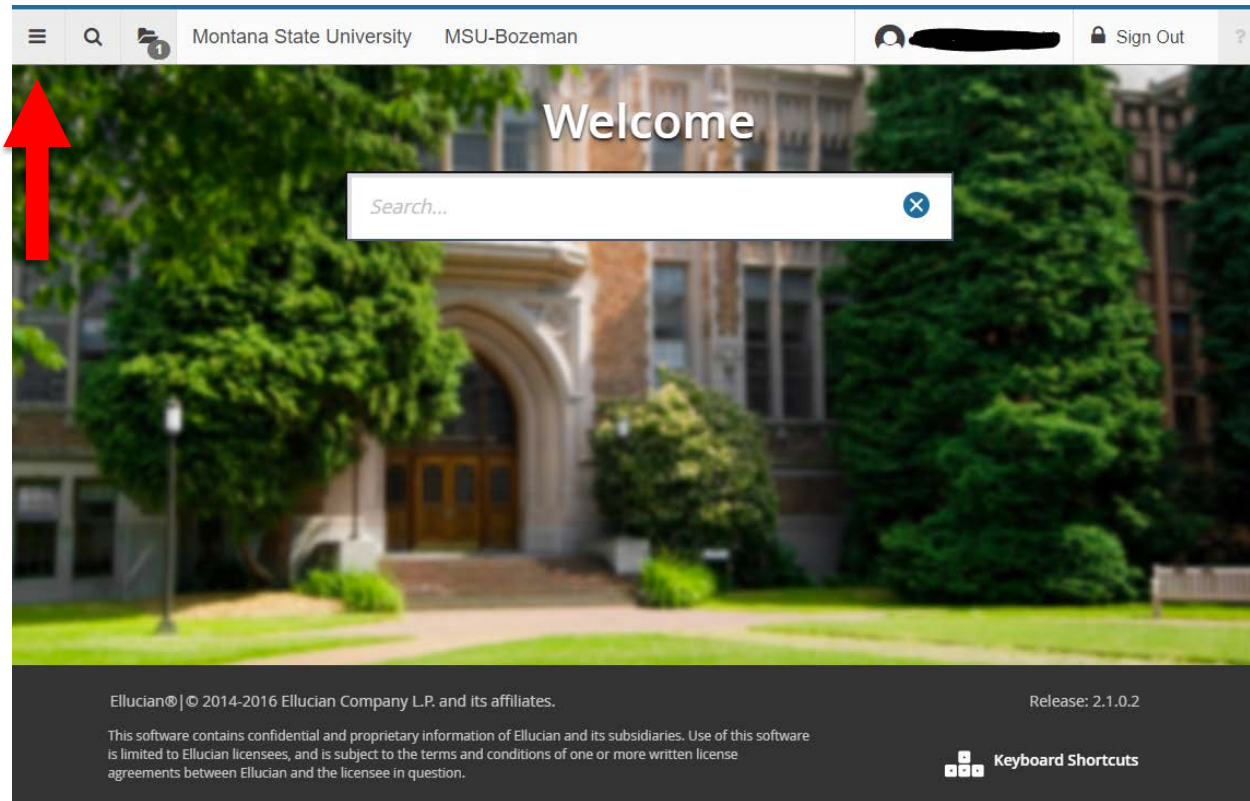 1 Montana State University MSU-Bozeman Sign Out ?
Welcome
Search...
Ellucian®|© 2014-2016 Ellucian Company L.P. and its affiliates. Release: 2.1.0.2
This software contains confidential and proprietary information of Ellucian and its subsidiaries. Use of this software
is limited to Ellucian licensees, and is subject to the terms and conditions of one or more written license
agreements between Ellucian and the licensee in question.
Keyboard Shortcuts